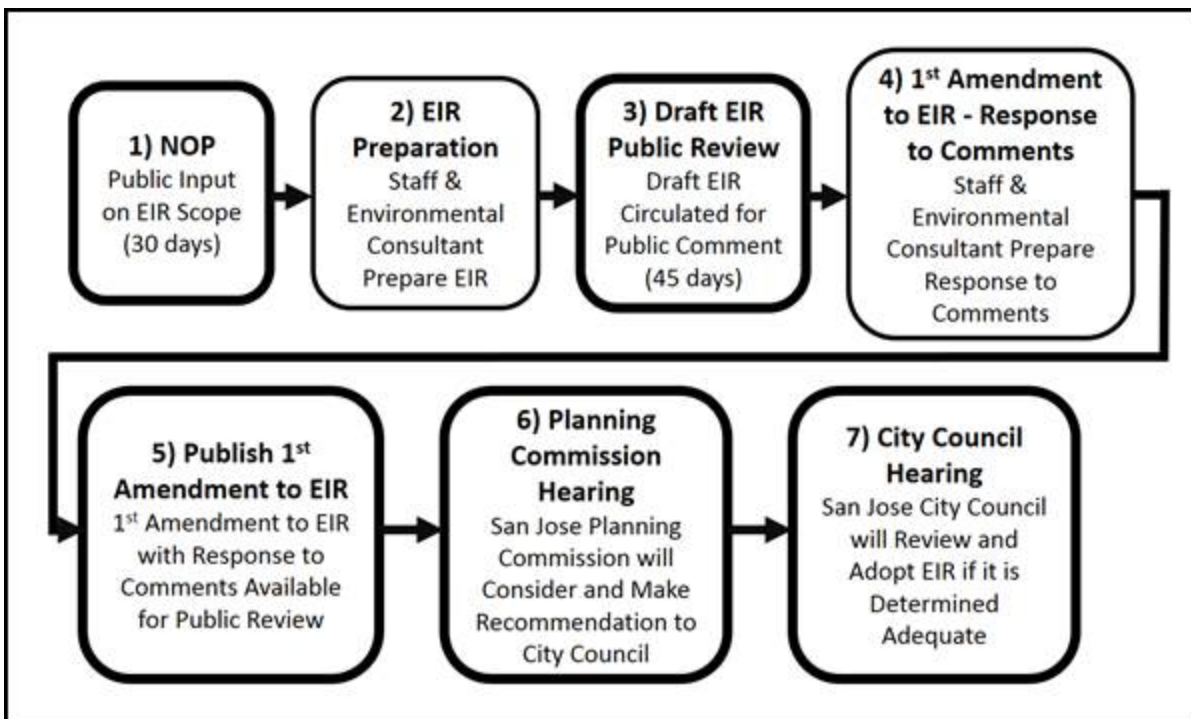 1) NOP
Public Input
on EIR Scope
(30 days)
2) EIR
Preparation
Staff &
Environmental
Consultant
Prepare EIR
3) Draft EIR
Public Review
Draft EIR
Circulated for
Public Comment
(45 days)
4) 1st Amendment
to EIR - Response
to Comments
Staff &
Environmental
Consultant Prepare
Response to
Comments
5) Publish 1st
Amendment to EIR
1st Amendment to EIR
with Response to
Comments Available
for Public Review
6) Planning
Commission
Hearing
San Jose Planning
Commission will
Consider and Make
Recommendation to
City Council
7) City Council
Hearing
San Jose City Council
will Review and
Adopt EIR if it is
Determined
Adequate